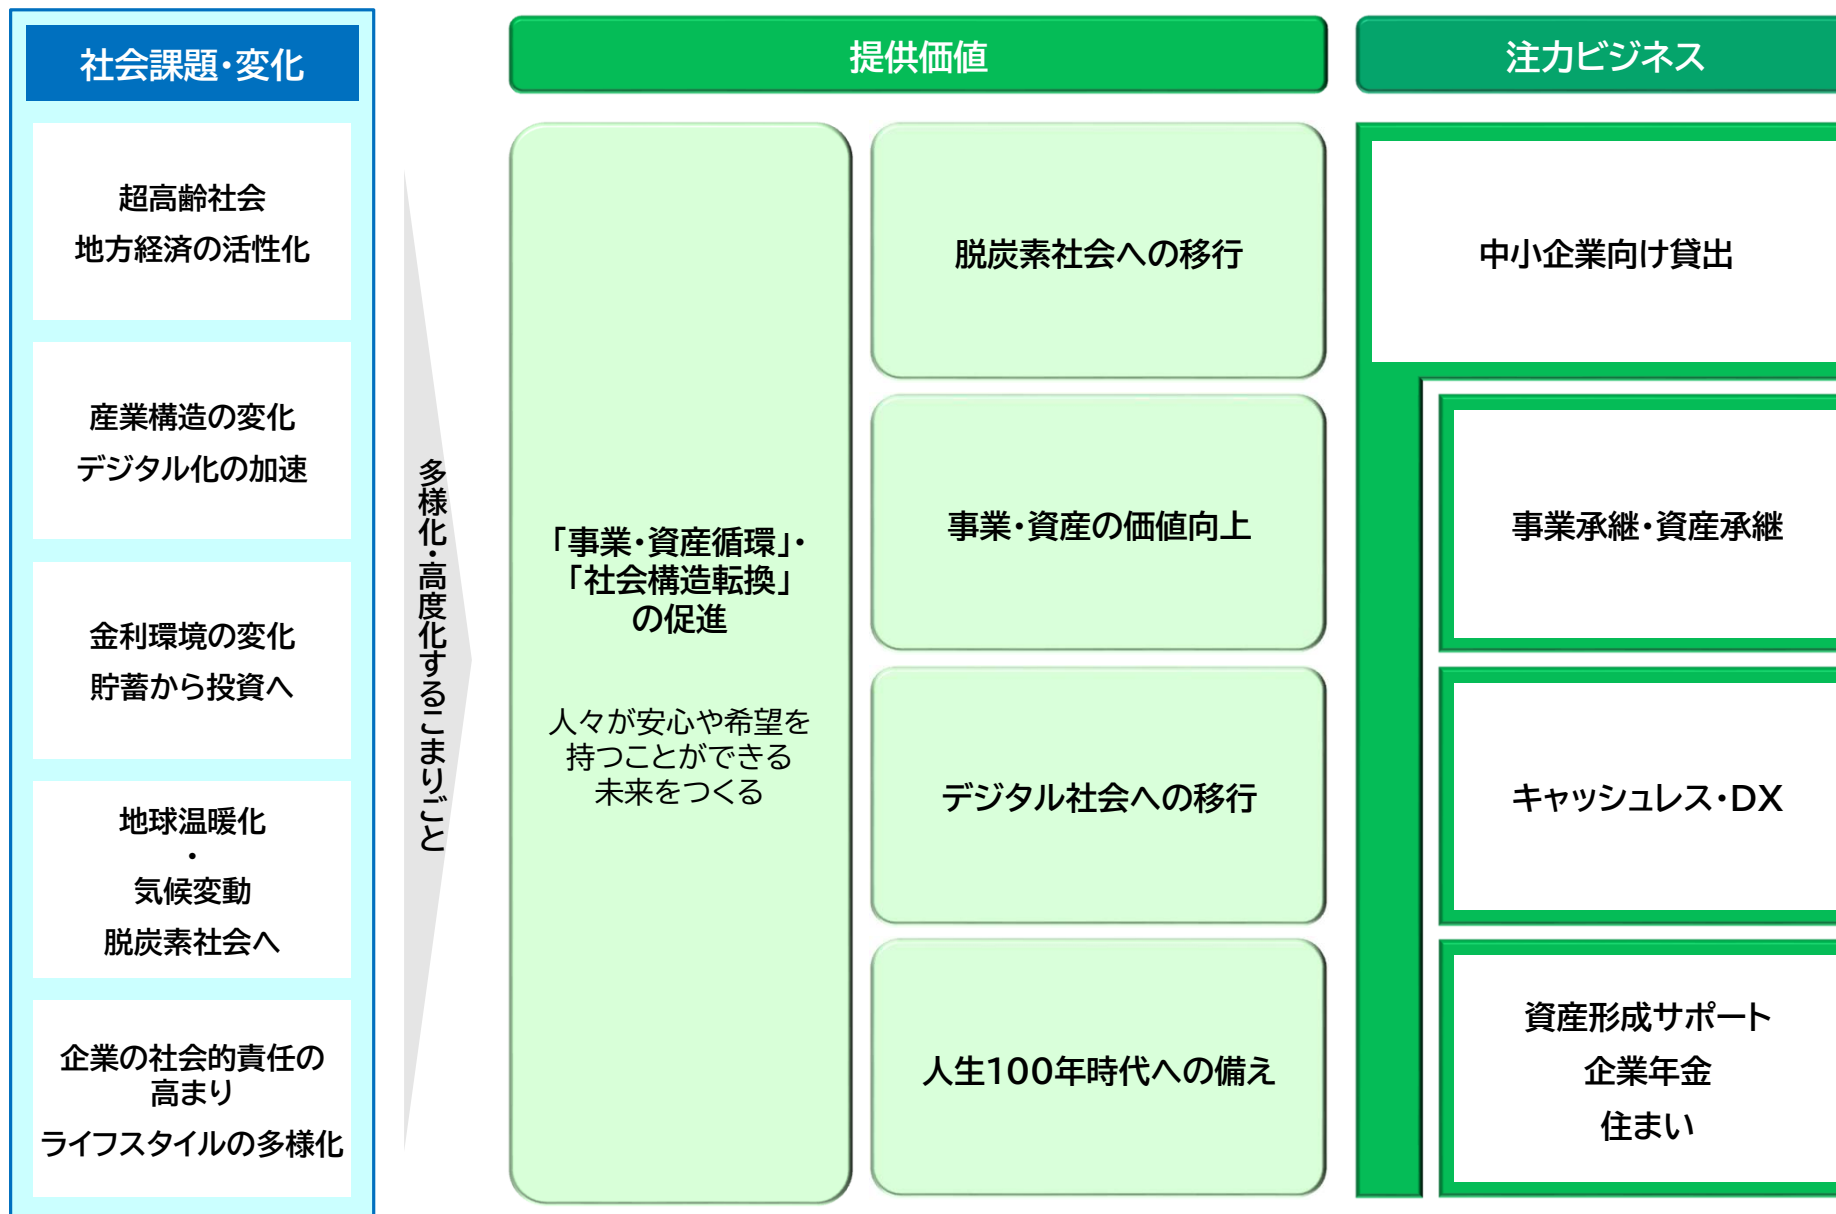 社会課題・変化
超高齢社会
地方経済の活性化
産業構造の変化
デジタル化の加速
金利環境の変化
貯蓄から投資へ
地球温暖化
・
気候変動
脱炭素社会へ
企業の社会的責任の
高まり
ライフスタイルの多様化
多様化・高度化するこまりごと
提供価値
「事業・資産循環」・
「社会構造転換」
の促進
人々が安心や希望を
持つことができる
未来をつくる
脱炭素社会への移行
事業・資産の価値向上
デジタル社会への移行
人生100年時代への備え
注力ビジネス
中小企業向け貸出
事業承継・資産承継
キャッシュレス・DX
資産形成サポート
企業年金
住まい